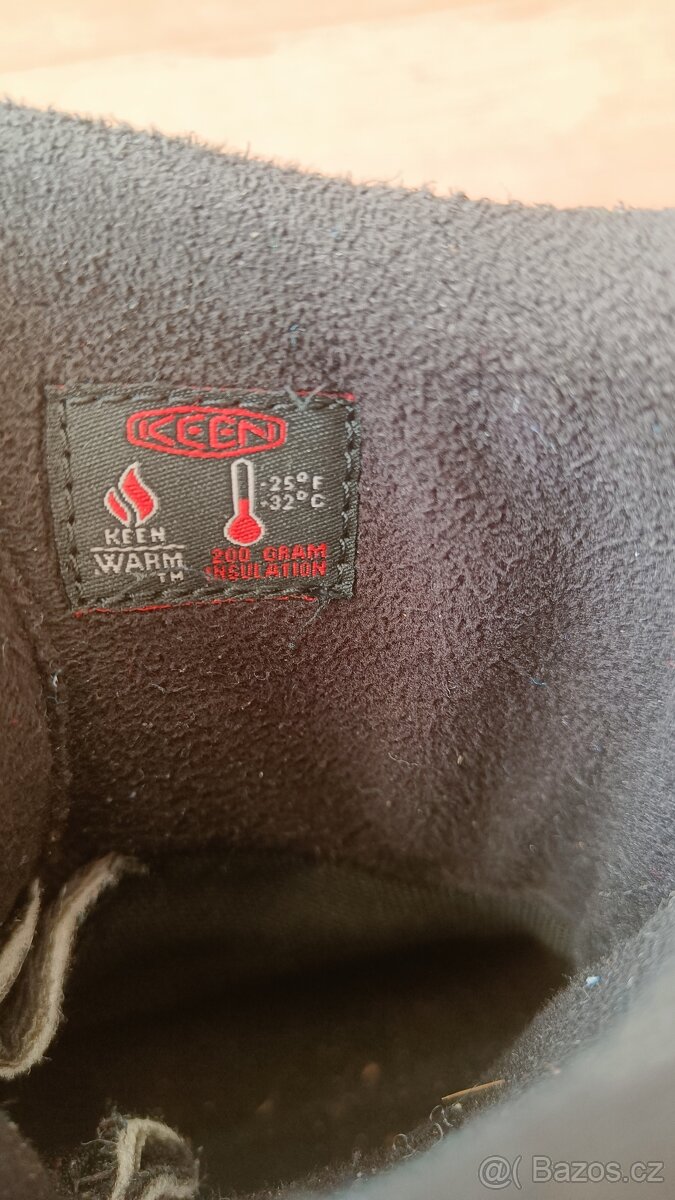 KEEN
-25°F
-32°C
KEEN
WARM
TM
200 GRAM
INSULATION
@( Bazos.cz